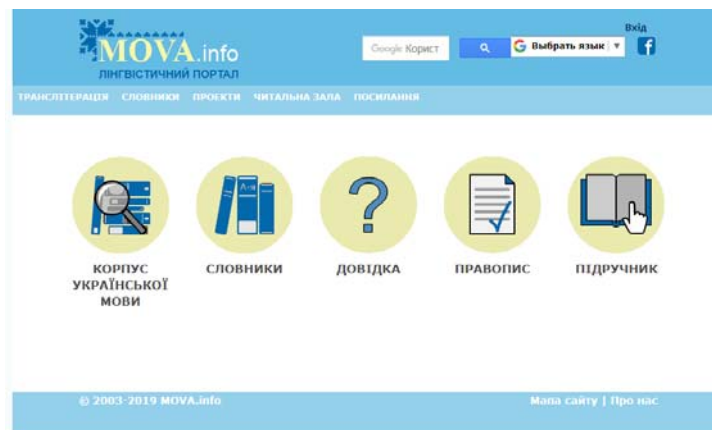 Вхід
MOVA.info
ЛІНГВІСТИЧНИЙ ПОРТАЛ
Google Корист
G Выбрать язык ▼
f
ТРАНСЛІТЕРАЦІЯ СЛОВНИКИ ПРОЕКТИ ЧИТАЛЬНА ЗАЛА ПОСИЛАННЯ
А-Я
?
КОРПУС УКРАЇНСЬКОЇ МОВИ
СЛОВНИКИ
ДОВІДКА
ПРАВОПИС
ПІДРУЧНИК
© 2003-2019 MOVA.info
Мапа сайту | Про нас